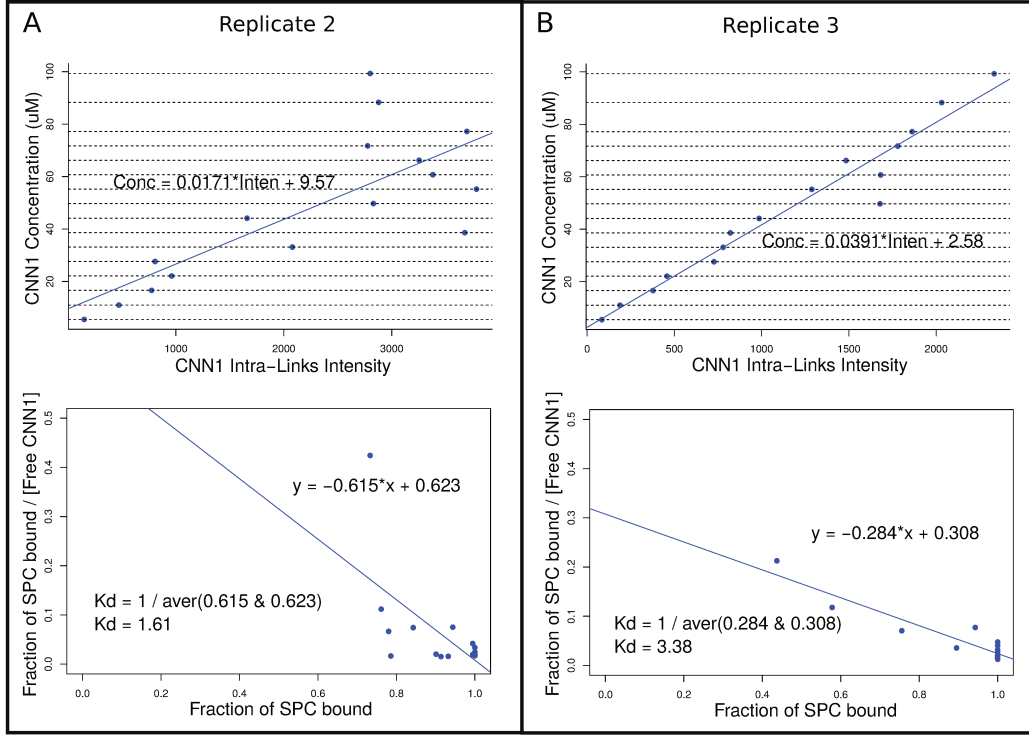 A
Replicate 2
CNN1 Concentration (uM)
100
80
60
40
20
Conc = 0.0171*Inten + 9.57
1000 2000 3000
CNN1 Intra−Links Intensity
Fraction of SPC bound / [Free CNN1]
0.5
0.4
0.3
0.2
0.1
0.0
y = −0.615*x + 0.623
Kd = 1 / aver(0.615 & 0.623)
Kd = 1.61
0.0 0.2 0.4 0.6 0.8 1.0
Fraction of SPC bound
B
Replicate 3
CNN1 Concentration (uM)
100
80
60
40
20
Conc = 0.0391*Inten + 2.58
0 500 1000 1500 2000
CNN1 Intra−Links Intensity
Fraction of SPC bound / [Free CNN1]
0.5
0.4
0.3
0.2
0.1
0.0
y = −0.284*x + 0.308
Kd = 1 / aver(0.284 & 0.308)
Kd = 3.38
0.0 0.2 0.4 0.6 0.8 1.0
Fraction of SPC bound